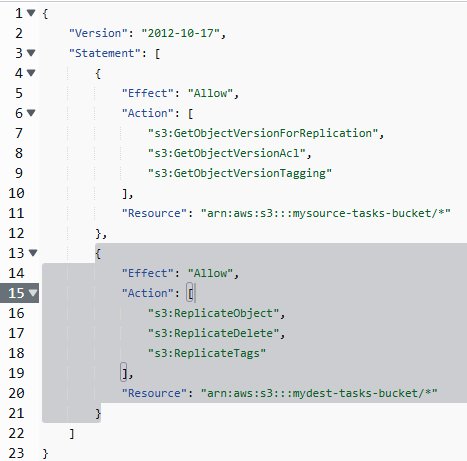 1 {
2 "Version": "2012-10-17",
3 "Statement": [
4 {
5 "Effect": "Allow",
6 "Action": [
7 "s3:GetObjectVersionForReplication",
8 "s3:GetObjectVersionAcl",
9 "s3:GetObjectVersionTagging"
10 ],
11 "Resource": "arn:aws:s3:::mysource-tasks-bucket/*"
12 },
13 {
14 "Effect": "Allow",
15 "Action": [
16 "s3:ReplicateObject",
17 "s3:ReplicateDelete",
18 "s3:ReplicateTags"
19 ],
20 "Resource": "arn:aws:s3:::mydest-tasks-bucket/*"
21 }
22 ]
23 }